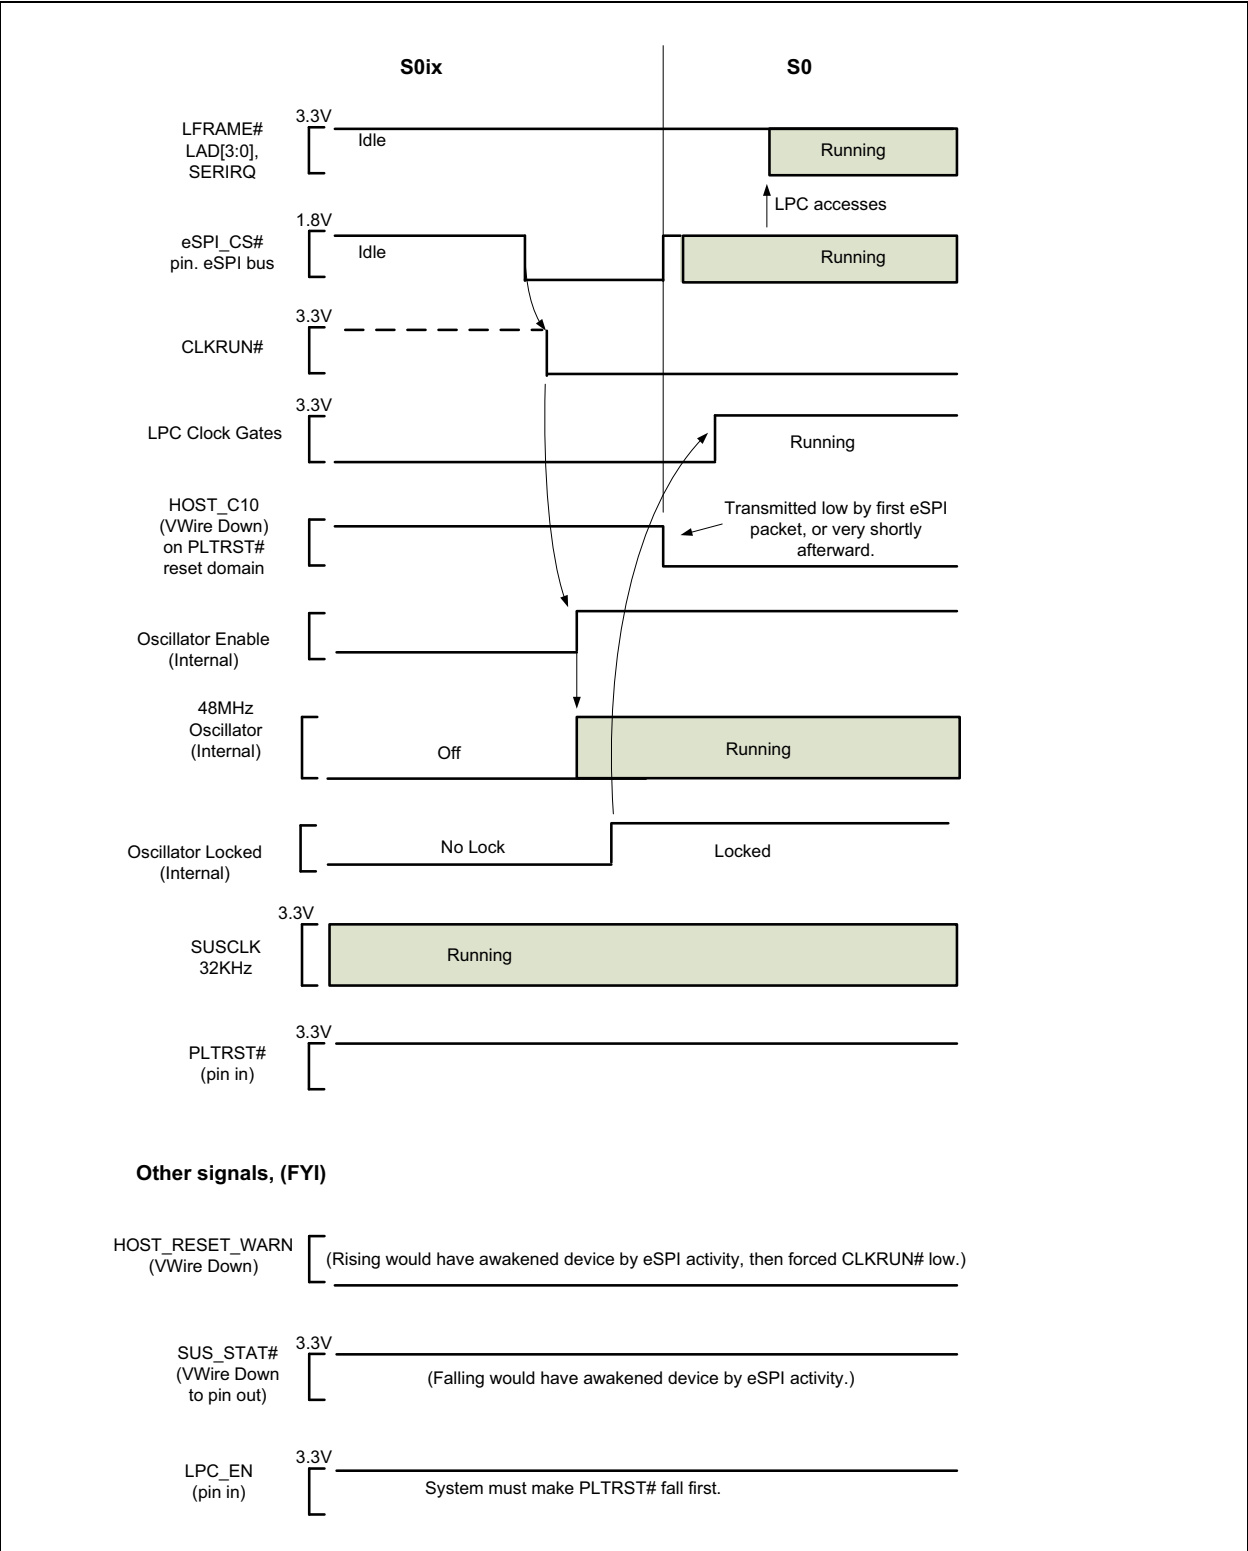 S0ix
S0
3.3V
LFRAME#
LAD[3:0],
SERIRQ
Idle
Running
LPC accesses
1.8V
eSPI_CS#
pin. eSPI bus
Idle
Running
3.3V
CLKRUN#
3.3V
LPC Clock Gates
Running
HOST_C10
(VWire Down)
on PLTRST#
reset domain
Transmitted low by first eSPI
packet, or very shortly
afterward.
Oscillator Enable
(Internal)
48MHz
Oscillator
(Internal)
Off
Running
Oscillator Locked
(Internal)
No Lock
Locked
3.3V
SUSCLK
32KHz
Running
3.3V
PLTRST#
(pin in)
Other signals, (FYI)
HOST_RESET_WARN
(VWire Down)
(Rising would have awakened device by eSPI activity, then forced CLKRUN# low.)
3.3V
SUS_STAT#
(VWire Down
to pin out)
(Falling would have awakened device by eSPI activity.)
3.3V
LPC_EN
(pin in)
System must make PLTRST# fall first.